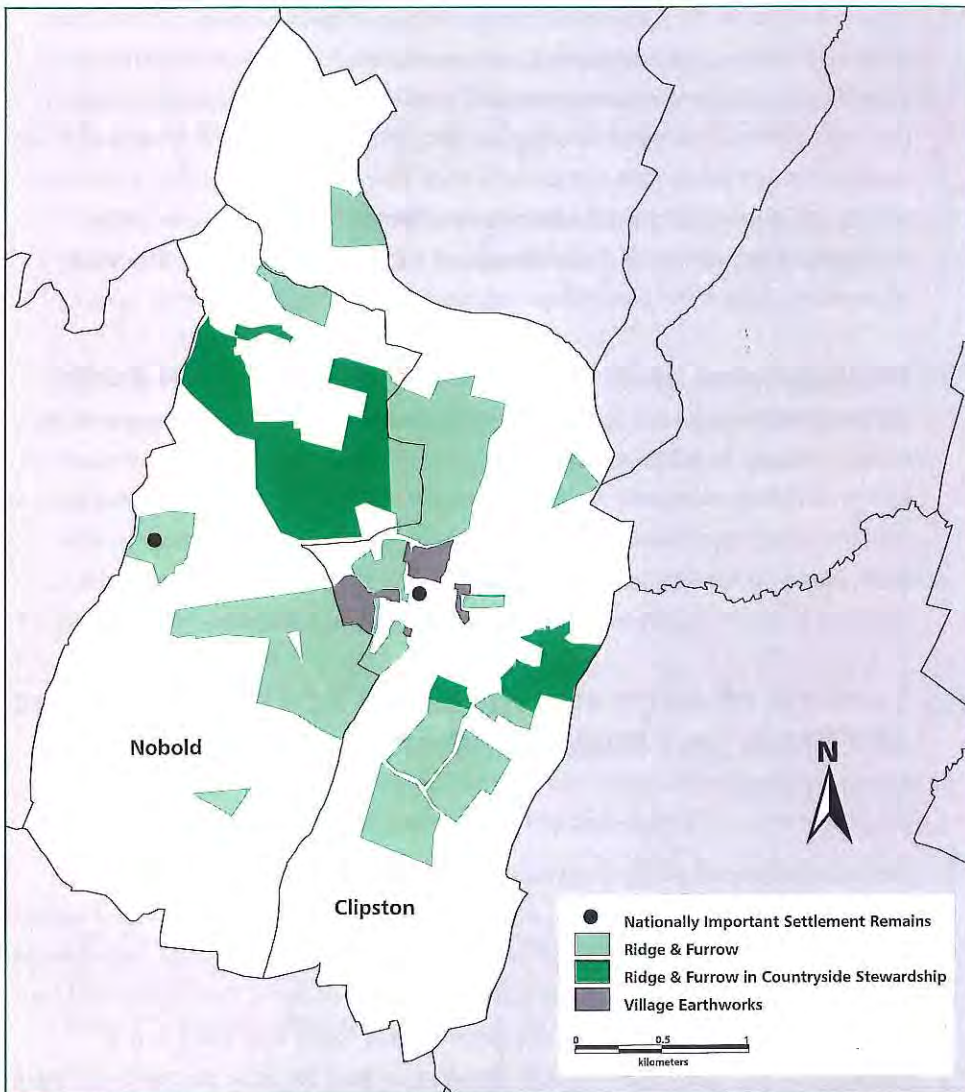 N
Nobold
Clipston
Nationally Important Settlement Remains
Ridge & Furrow
Ridge & Furrow in Countryside Stewardship
Village Earthworks
0 0.5 1
kilometers